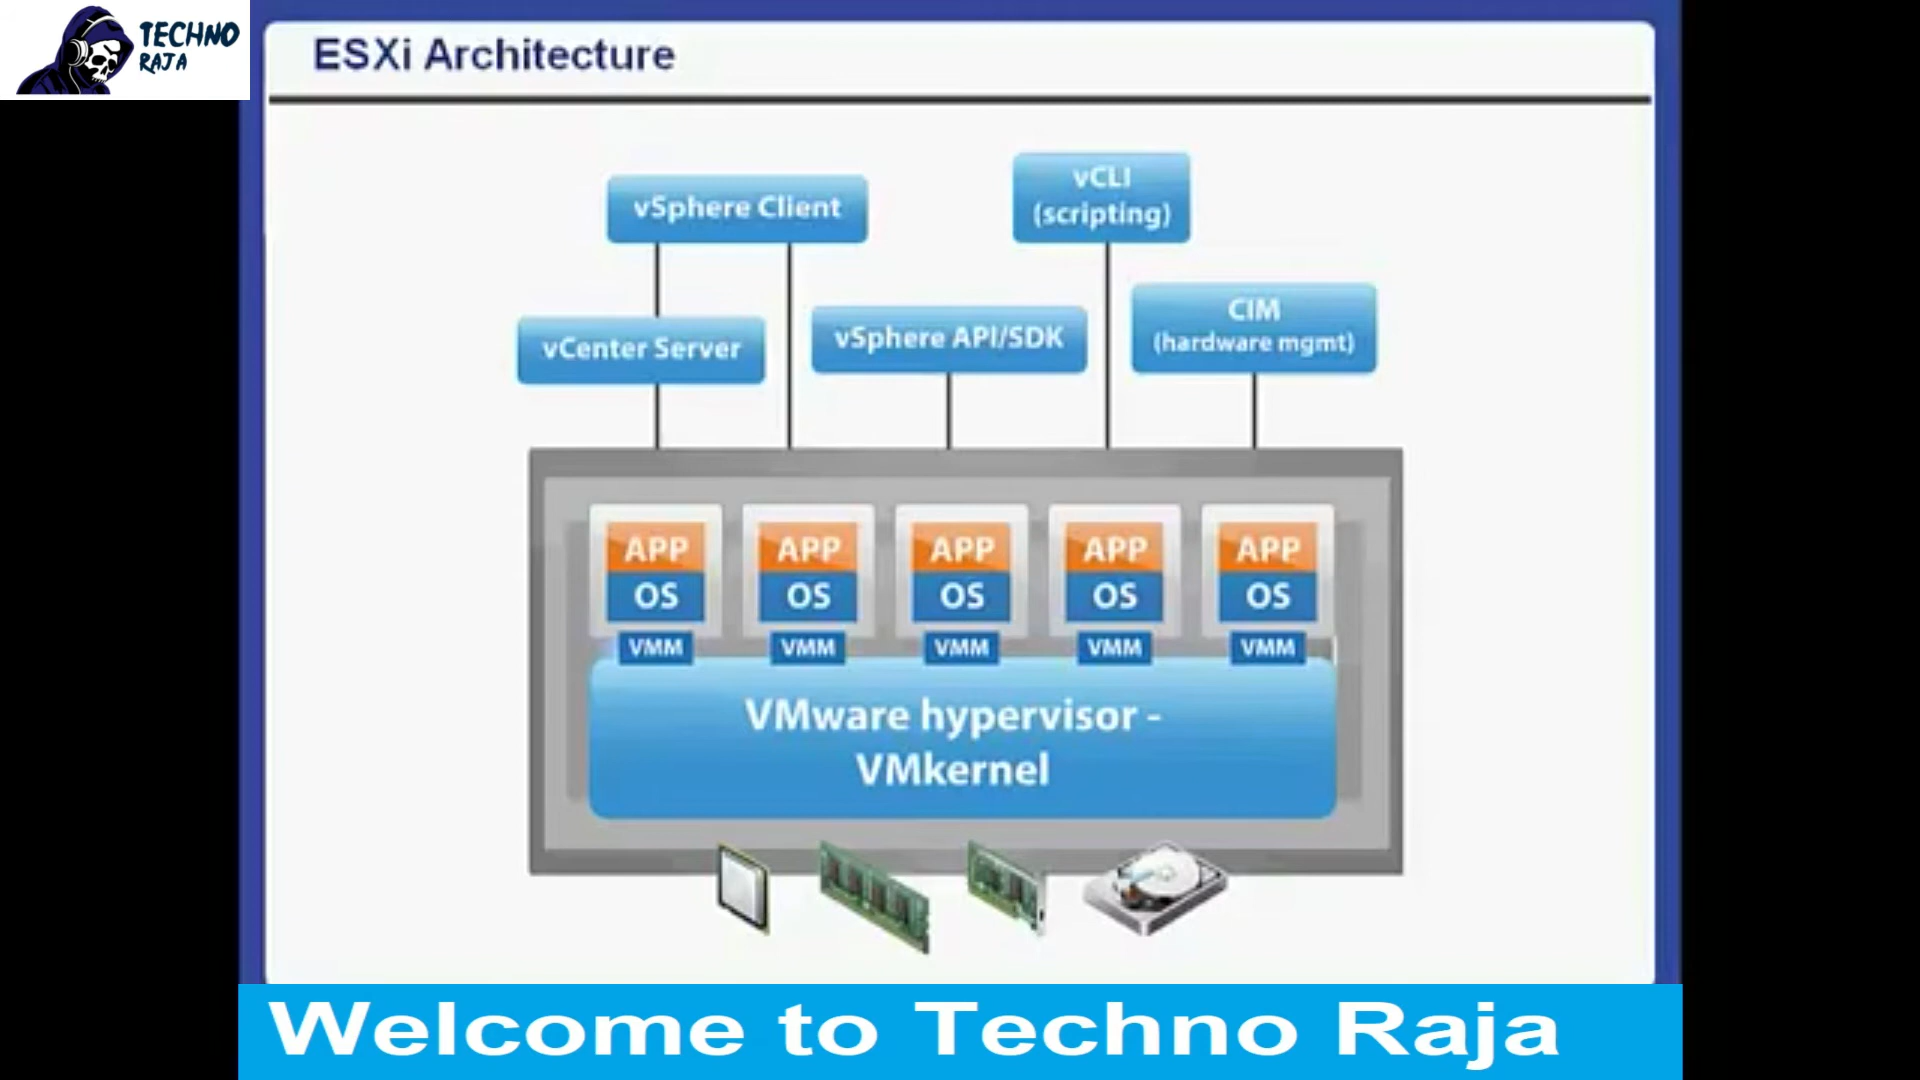 TECHNO
RAJA
ESXi Architecture
vSphere Client
vCLI
(scripting)
vCenter Server
vSphere API/SDK
CIM
(hardware mgmt)
APP
OS
VMM
APP
OS
VMM
APP
OS
VMM
APP
OS
VMM
APP
OS
VMM
VMware hypervisor -
VMkernel
Welcome to Techno Raja